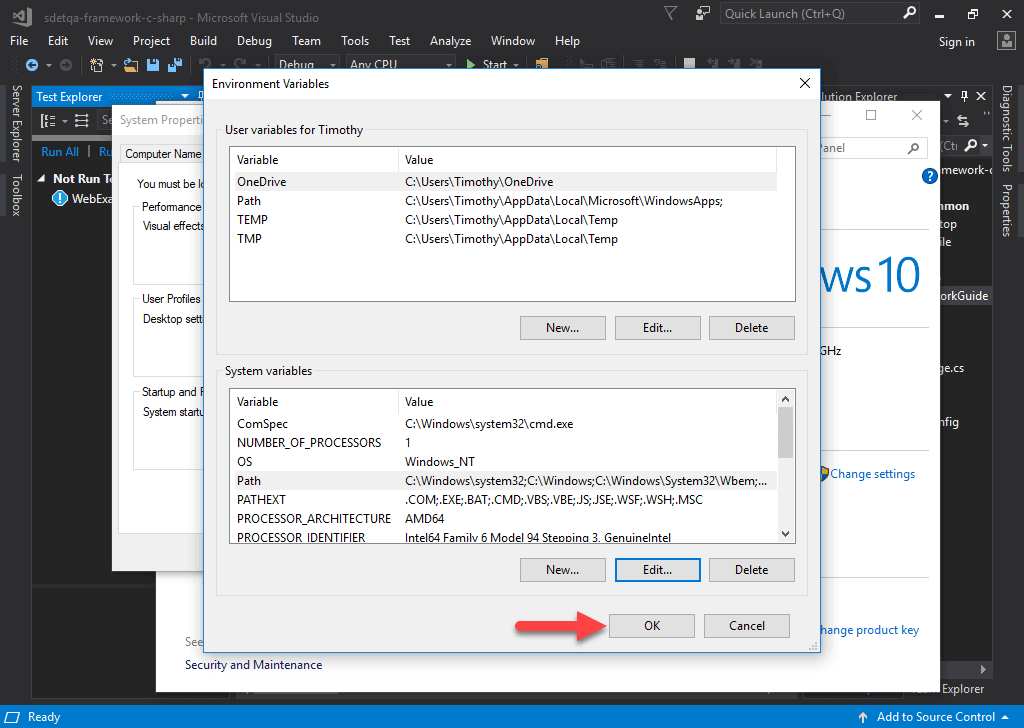 sdetqa-framework-c-sharp - Microsoft Visual Studio
Quick Launch (Ctrl+Q)
File Edit View Project Build Debug Team Tools Test Analyze Window Help
Sign in
Debug Any CPU Start
Server Explorer
Toolbox
Test Explorer
Run All
Not Run T
WebExa
System Properti
Computer Name
You must be lo
Performance
Visual effects
User Profiles
Desktop sett
Startup and R
System startu
Environment Variables
User variables for Timothy
Variable Value
OneDrive C:\Users\Timothy\OneDrive
Path C:\Users\Timothy\AppData\Local\Microsoft\WindowsApps;
TEMP C:\Users\Timothy\AppData\Local\Temp
TMP C:\Users\Timothy\AppData\Local\Temp
New... Edit... Delete
System variables
Variable Value
ComSpec C:\Windows\system32\cmd.exe
NUMBER_OF_PROCESSORS 1
OS Windows_NT
Path C:\Windows\system32;C:\Windows;C:\Windows\System32\Wbem;...
PATHEXT .COM;.EXE;.BAT;.CMD;.VBS;.VBE;.JS;.JSE;.WSF;.WSH;.MSC
PROCESSOR_ARCHITECTURE AMD64
PROCESSOR_IDENTIFIER Intel64 Family 6 Model 94 Stepping 3, GenuineIntel
New... Edit... Delete
OK Cancel
lution Explorer
anel
mework-c
mmon
top
ile
ws 10
orkGuide
GHz
ge.cs
nfig
Change settings
hange product key
See
Security and Maintenance
Explorer
Diagnostic Tools
Properties
Ready
Add to Source Control